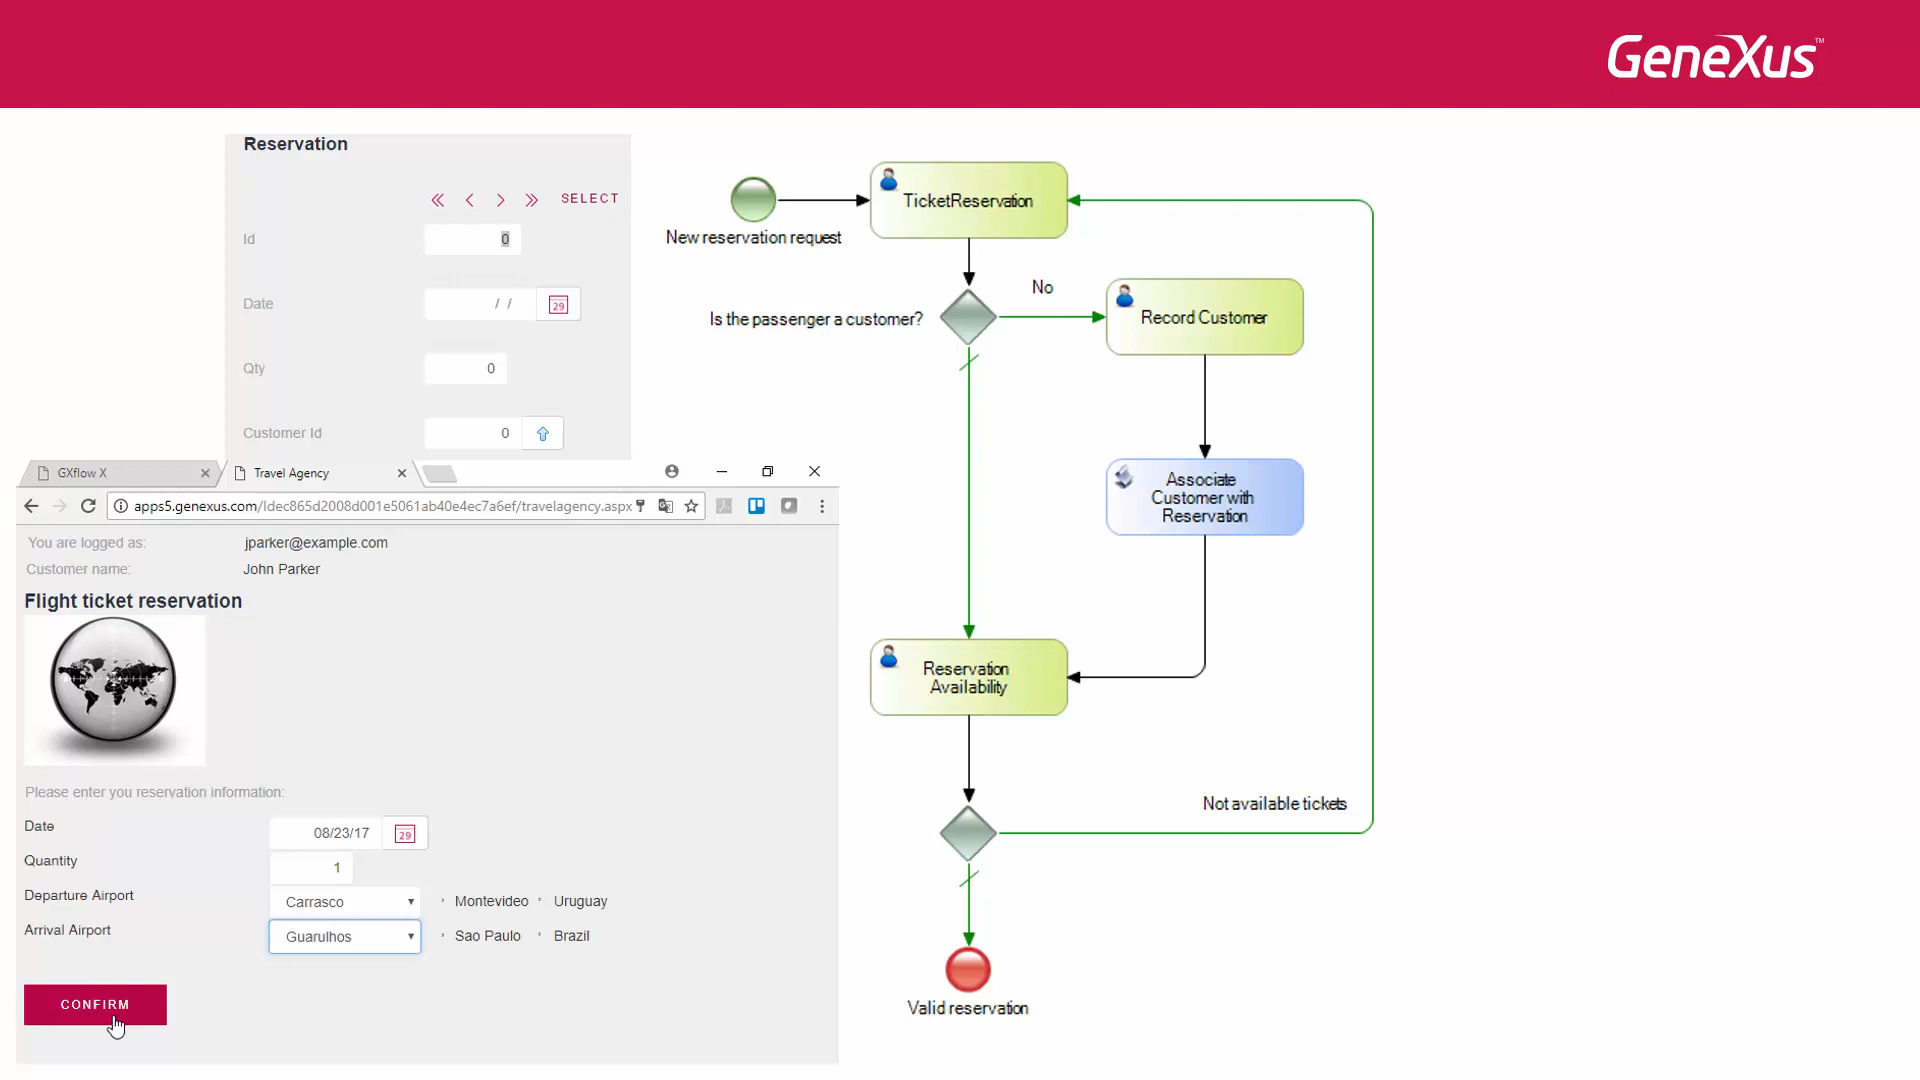 GeneXus™
Reservation
SELECT
Id 0
Date / / 29
Qty 0
Customer Id 0
GXflow X
Travel Agency
apps5.genexus.com/Idec865d2008d001e5061ab40e4ec7a6ef/travelagency.aspx
You are logged as: jparker@example.com
Customer name: John Parker
Flight ticket reservation
Please enter you reservation information:
Date 08/23/17 29
Quantity 1
Departure Airport Carrasco Montevideo Uruguay
Arrival Airport Guarulhos Sao Paulo Brazil
CONFIRM
New reservation request
TicketReservation
Is the passenger a customer?
No
Record Customer
Associate
Customer with
Reservation
Reservation
Availability
Not available tickets
Valid reservation